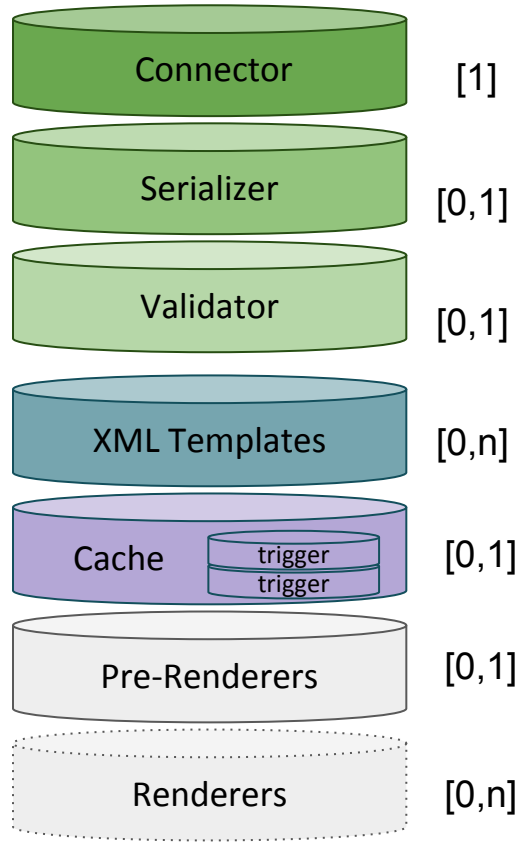 Connector [1]
Serializer [0,1]
Validator [0,1]
XML Templates [0,n]
Cache trigger [0,1]
trigger
Pre-Renderers [0,1]
Renderers [0,n]